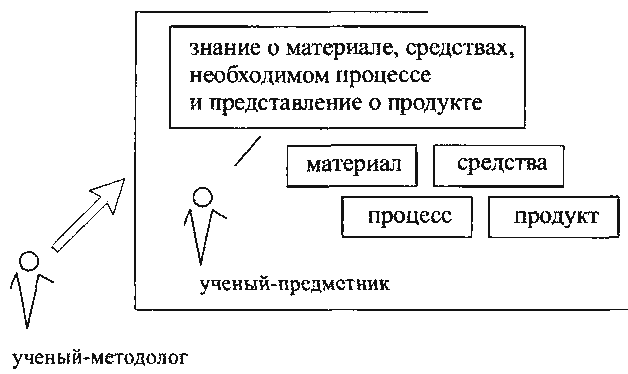 знание о материале, средствах,
необходимом процессе
и представление о продукте
материал
средства
процесс
продукт
ученый-предметник
ученый-методолог